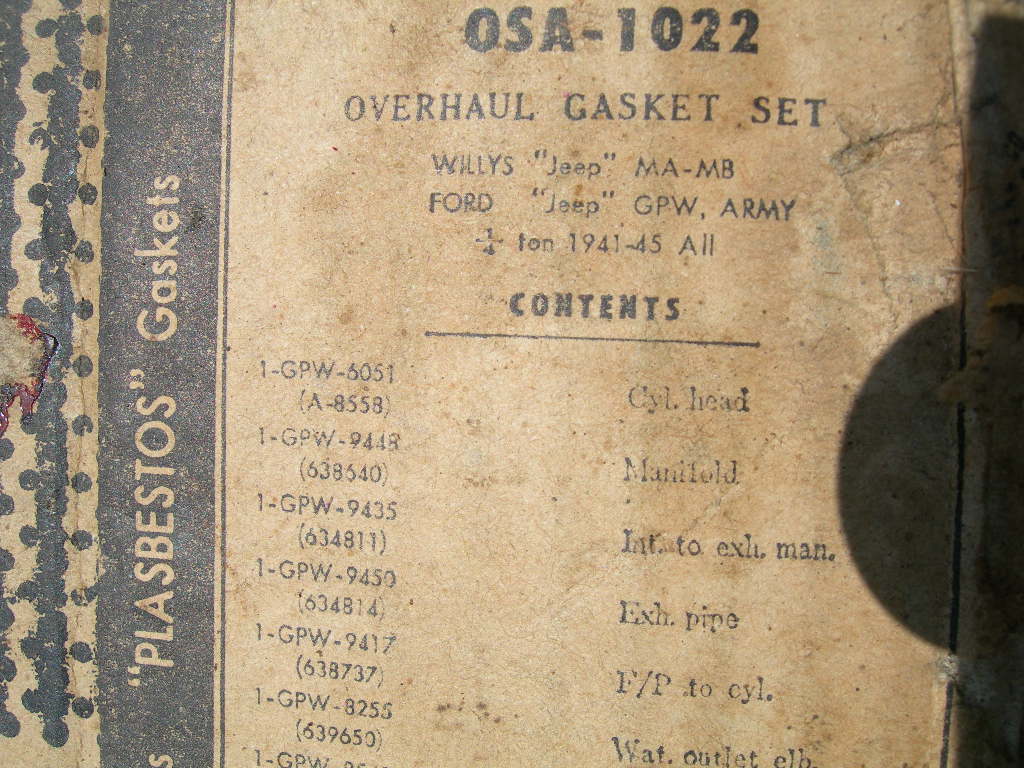 OSA-1022
OVERHAUL GASKET SET
WILLYS "Jeep" MA-MB
FORD "Jeep" GPW, ARMY
¼ ton 1941-45 All
CONTENTS
1-GPW-6051
(A-8558) Cyl. head
1-GPW-9448
(638640) Manifold
1-GPW-9435
(634811) Int. to exh. man.
1-GPW-9450
(634814) Exh. pipe
1-GPW-9417
(638737) F/P to cyl.
1-GPW-8255
(639650) Wat. outlet elb.
"PLASBESTOS" Gaskets